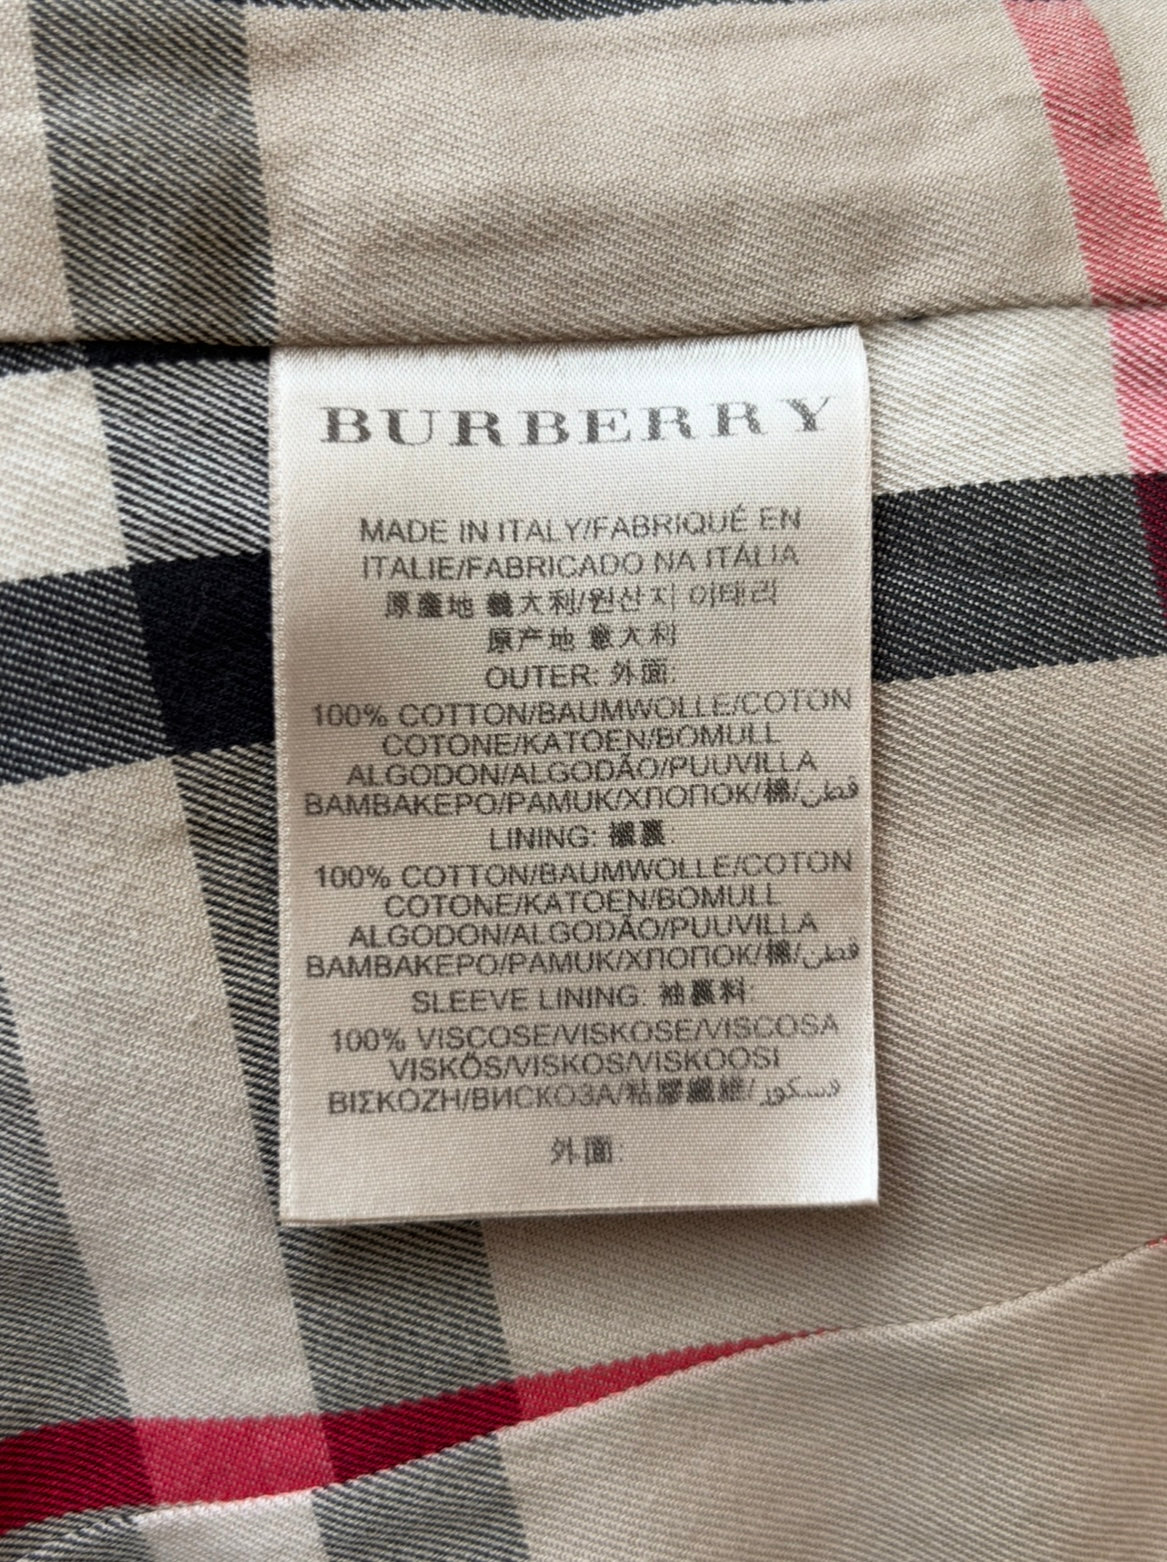 BURBERRY
MADE IN ITALY/FABRIQUÉ EN
ITALIE/FABRICADO NA ITÁLIA
原產地 義大利/원산지 이태리
原产地 意大利
OUTER: 外面:
100% COTTON/BAUMWOLLE/COTON
COTONE/KATOEN/BOMULL
ALGODON/ALGODÃO/PUUVILLA
BAMBAKEPO/PAMUK/ХЛОПОК/棉/قطن
LINING: 襯裏:
100% COTTON/BAUMWOLLE/COTON
COTONE/KATOEN/BOMULL
ALGODON/ALGODÃO/PUUVILLA
BAMBAKEPO/PAMUK/ХЛОПОК/棉/قطن
SLEEVE LINING: 袖裏料:
100% VISCOSE/VISKOSE/VISCOSA
VISKÓS/VISKOS/VISKOOSI
ΒΙΣΚΟΖΗ/ВИСКОЗА/粘膠纖維/فسكوز
外面: